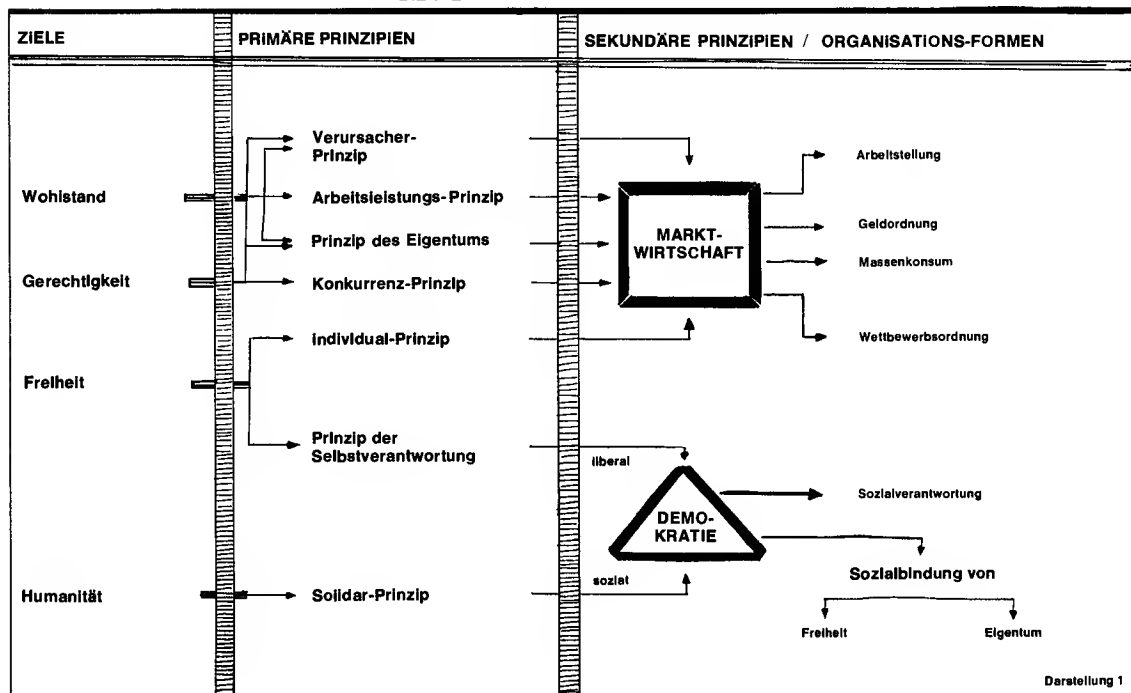 ZIELE
PRIMÄRE PRINZIPIEN
SEKUNDÄRE PRINZIPIEN / ORGANISATIONS-FORMEN
Verursacher-
Prinzip
Arbeitstellung
Wohistand
Arbeitsleistungs-Prinzip
MARKT-
WIRTSCHAFT
Geldordnung
Prinzip des Eigentums
Massenkonsum
Gerechtigkeit
Konkurrenz-Prinzip
individual-Prinzip
Wettbewerbsordnung
Freiheit
Prinzip der
Selbstverantwortung
liberal
DEMO-
KRATIE
Sozialverantwortung
sozial
Sozialbindung von
Humanität
Solidar-Prinzip
Freiheit
Eigentum
Darstellung 1